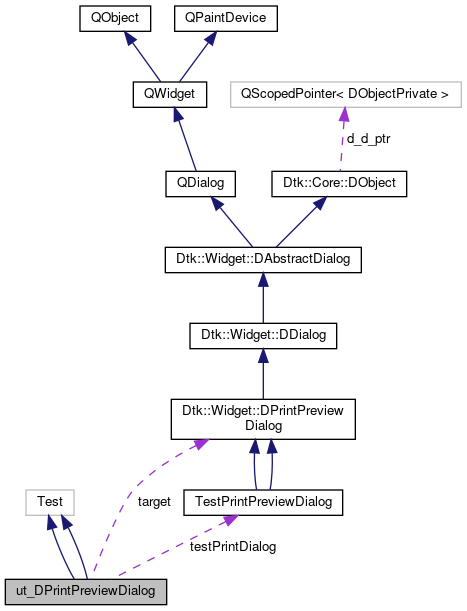 QObject
QPaintDevice
QWidget
QScopedPointer< DObjectPrivate >
d_d_ptr
QDialog
Dtk::Core::DObject
Dtk::Widget::DAbstractDialog
Dtk::Widget::DDialog
Dtk::Widget::DPrintPreview
Dialog
Test
target
TestPrintPreviewDialog
testPrintDialog
ut_DPrintPreviewDialog